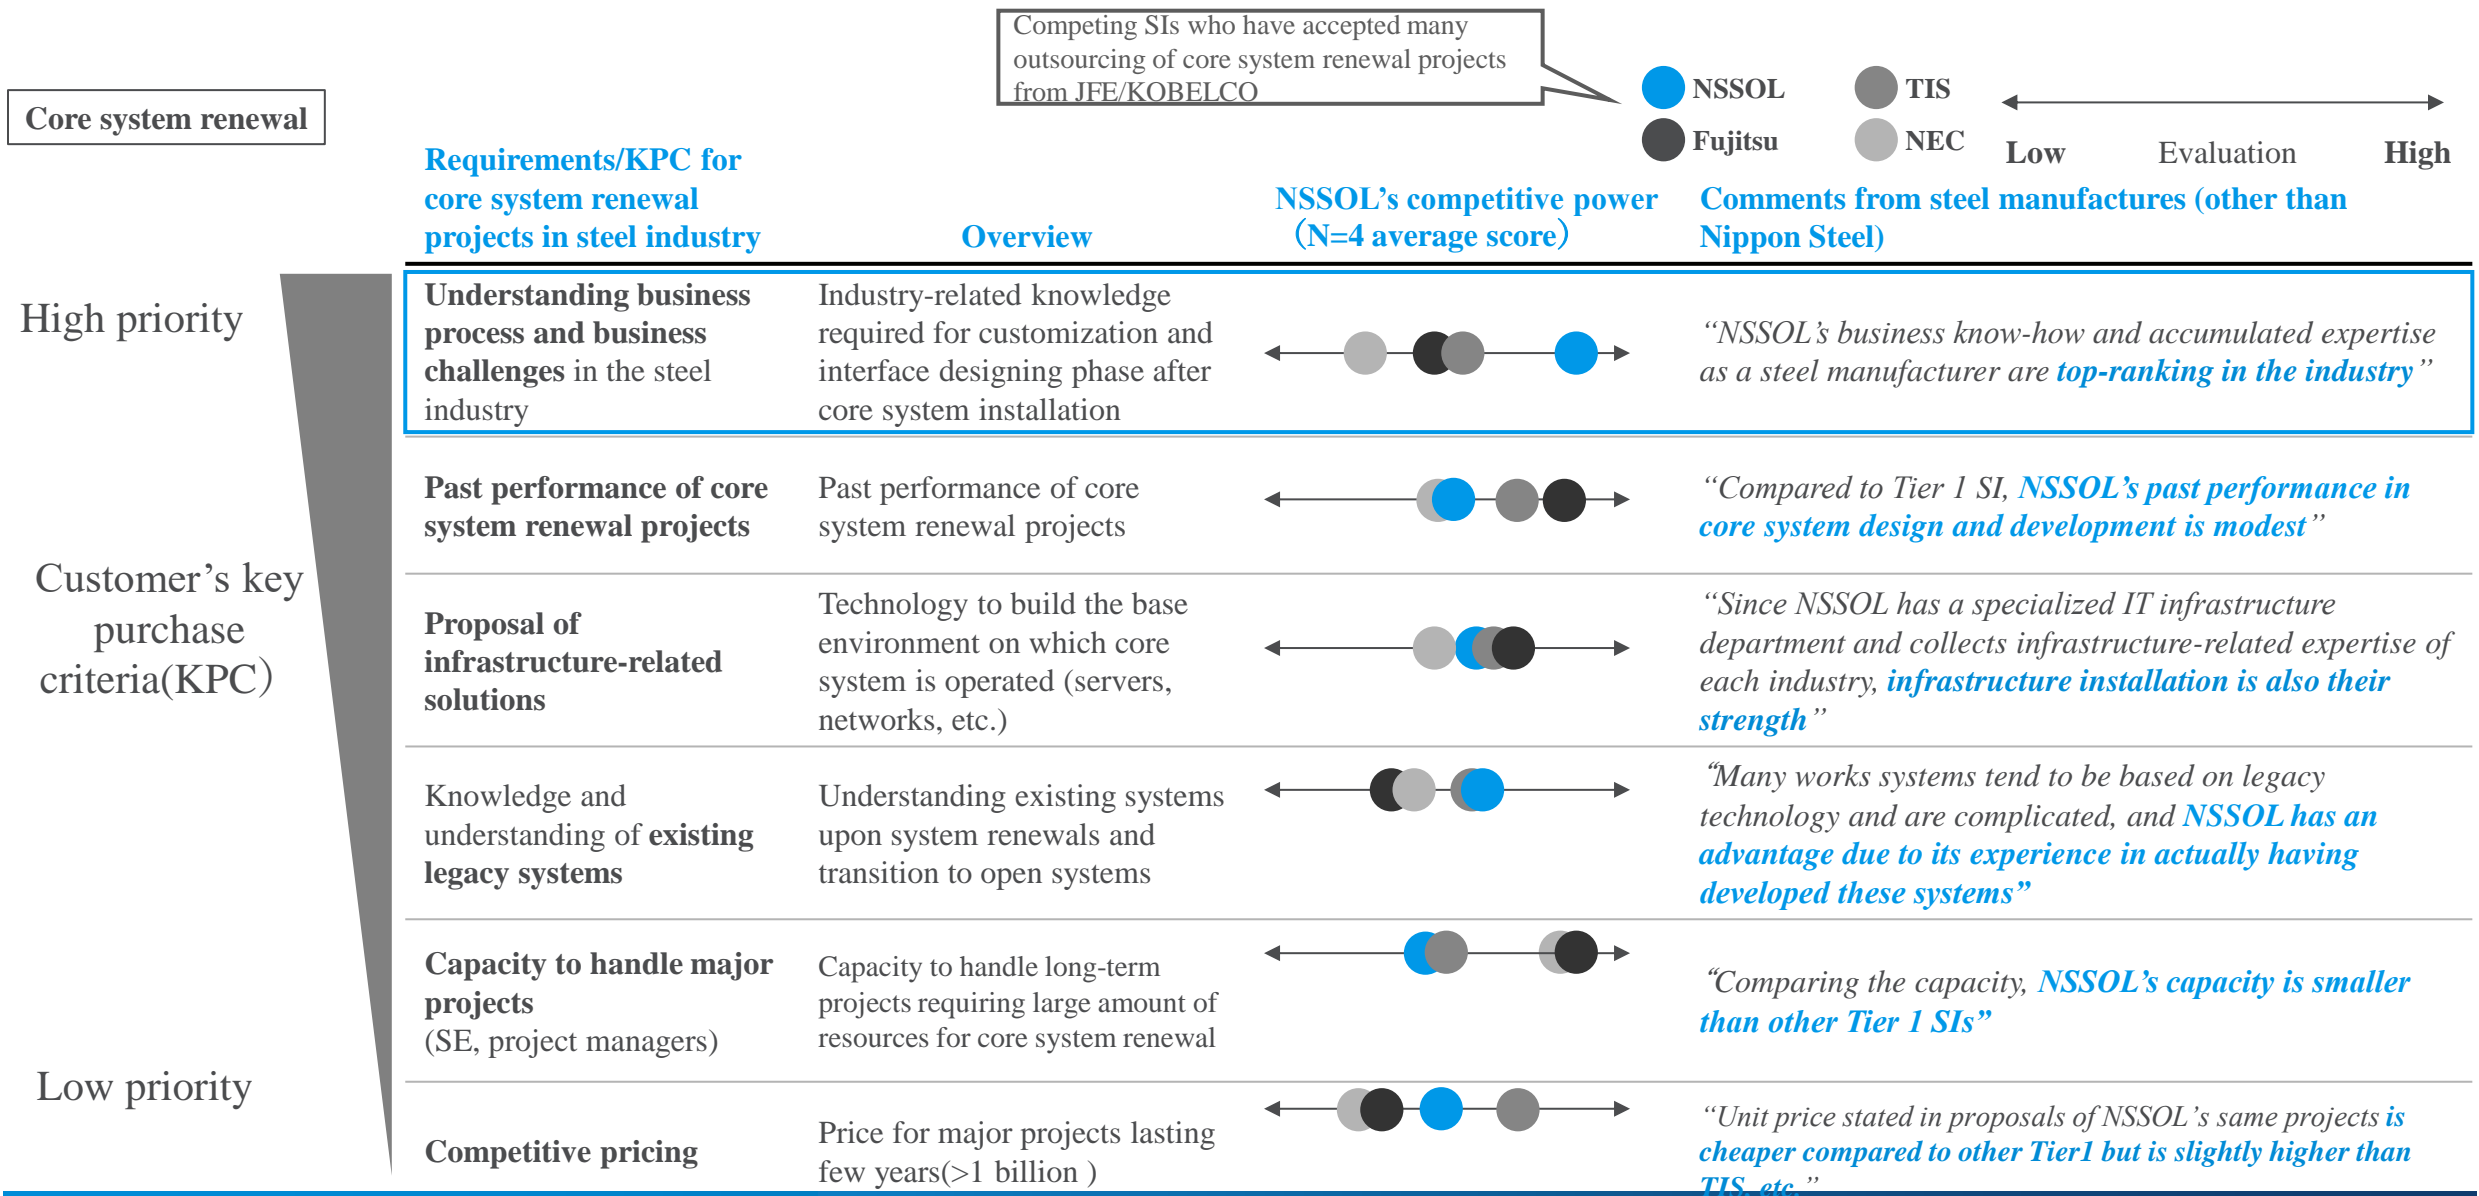 Competing SIs who have accepted many
outsourcing of core system renewal projects
from JFE/KOBELCO
NSSOL
TIS
Fujitsu
NEC
Low
Evaluation
High
Core system renewal
Requirements/KPC for
core system renewal
projects in steel industry
Overview
NSSOL’s competitive power
（N=4 average score）
Comments from steel manufactures (other than
Nippon Steel)
High priority
Customer’s key
purchase
criteria(KPC）
Low priority
Understanding business
process and business
challenges in the steel
industry
Industry-related knowledge
required for customization and
interface designing phase after
core system installation
“NSSOL’s business know-how and accumulated expertise
as a steel manufacturer are top-ranking in the industry”
Past performance of core
system renewal projects
Past performance of core
system renewal projects
“Compared to Tier 1 SI, NSSOL’s past performance in
core system design and development is modest”
Proposal of
infrastructure-related
solutions
Technology to build the base
environment on which core
system is operated (servers,
networks, etc.)
“Since NSSOL has a specialized IT infrastructure
department and collects infrastructure-related expertise of
each industry, infrastructure installation is also their
strength”
Knowledge and
understanding of existing
legacy systems
Understanding existing systems
upon system renewals and
transition to open systems
“Many works systems tend to be based on legacy
technology and are complicated, and NSSOL has an
advantage due to its experience in actually having
developed these systems”
Capacity to handle major
projects
(SE, project managers)
Capacity to handle long-term
projects requiring large amount of
resources for core system renewal
“Comparing the capacity, NSSOL’s capacity is smaller
than other Tier 1 SIs”
Competitive pricing
Price for major projects lasting
few years(>1 billion )
“Unit price stated in proposals of NSSOL’s same projects is
cheaper compared to other Tier1 but is slightly higher than
TIS, etc.”